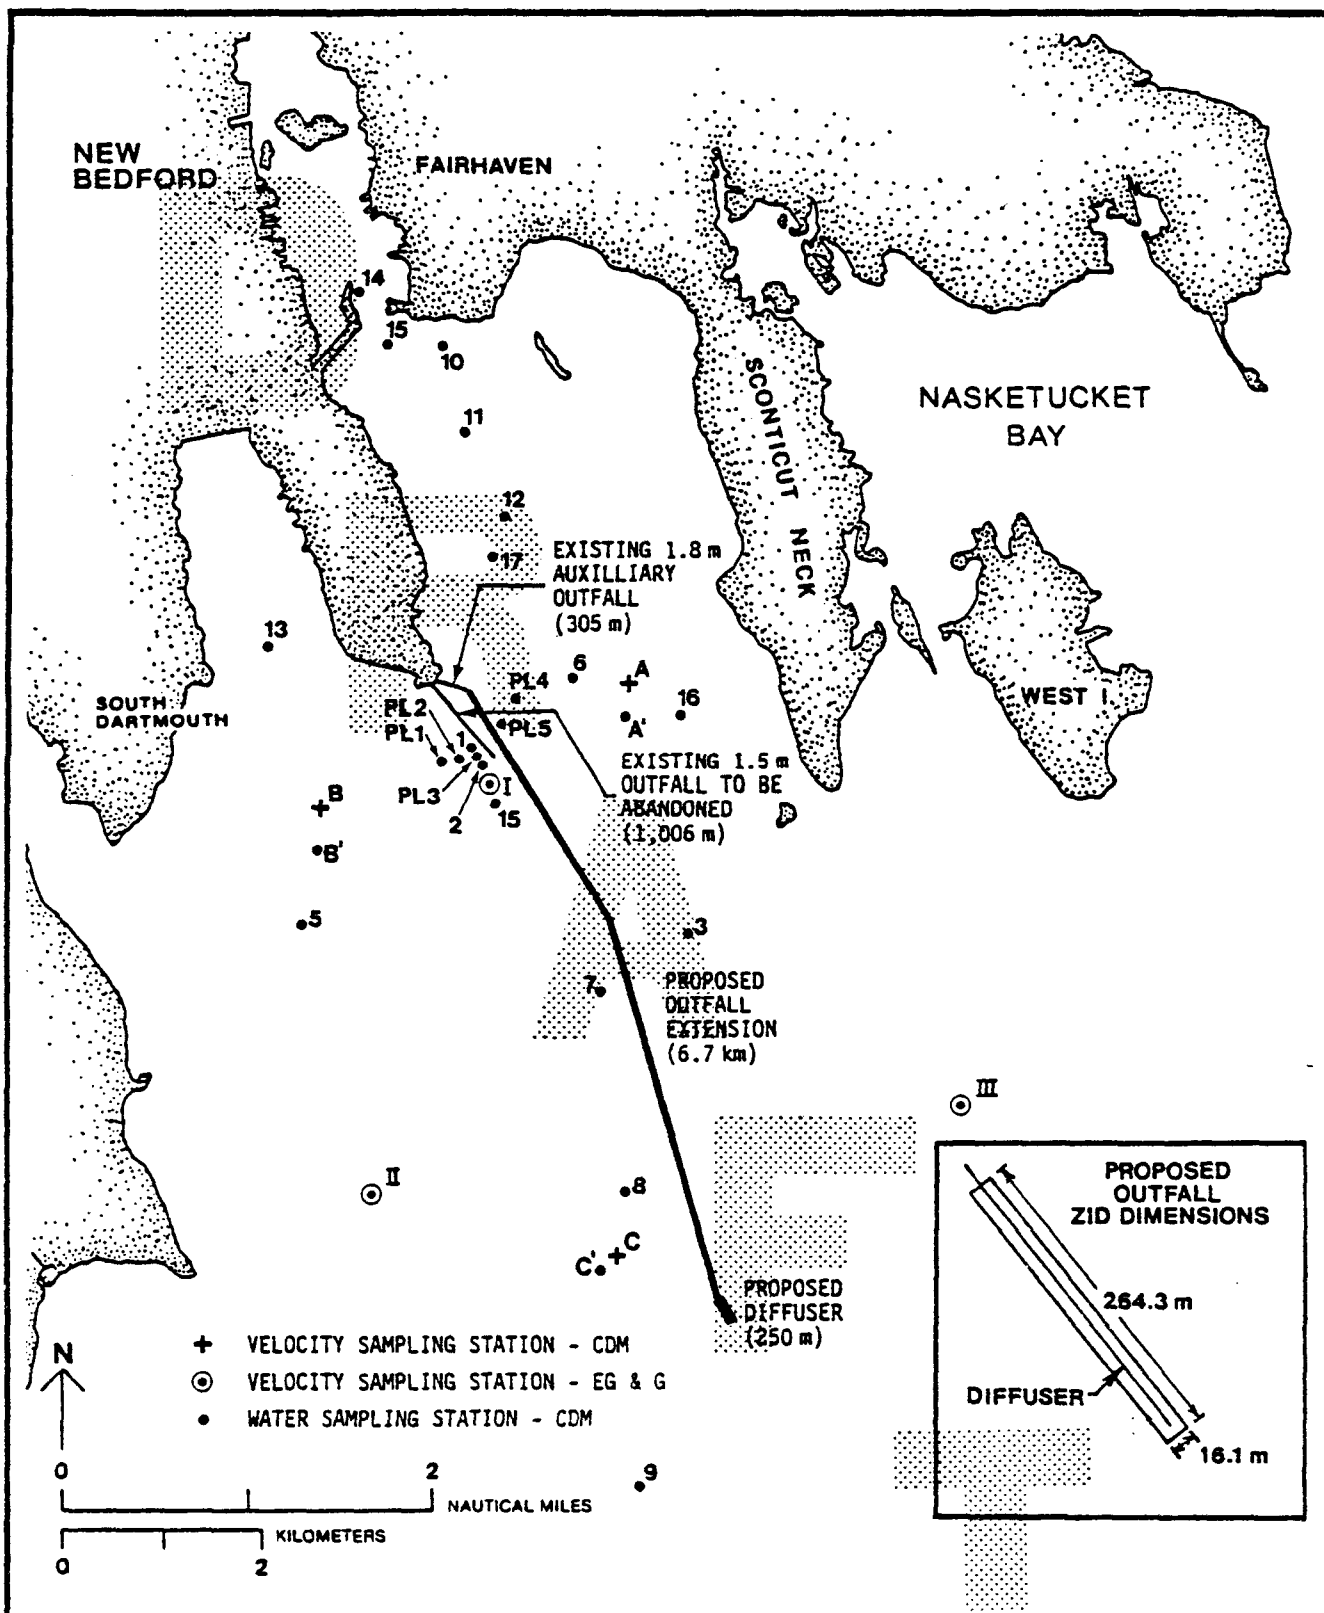 NEW
BEDFORD
FAIRHAVEN
14
15
10
11
12
17
SCONTICUT NECK
NASKETUCKET
BAY
EXISTING 1.8 m
AUXILLIARY
OUTFALL
(305 m)
13
SOUTH
DARTMOUTH
6
A
16
A'
PL4
PL5
PL2
PL1
1
PL3
2
I
15
WEST I.
EXISTING 1.5 m
OUTFALL TO BE
ABANDONED
(1,006 m)
B
B'
5
3
7
PROPOSED
OUTFALL
EXTENSION
(6.7 km)
III
II
8
C
C'
PROPOSED
DIFFUSER
(250 m)
PROPOSED
OUTFALL
ZID DIMENSIONS
264.3 m
DIFFUSER
16.1 m
N
+ VELOCITY SAMPLING STATION - CDM
VELOCITY SAMPLING STATION - EG & G
• WATER SAMPLING STATION - CDM
9
0 2
NAUTICAL MILES
KILOMETERS
0 2
DRAFT